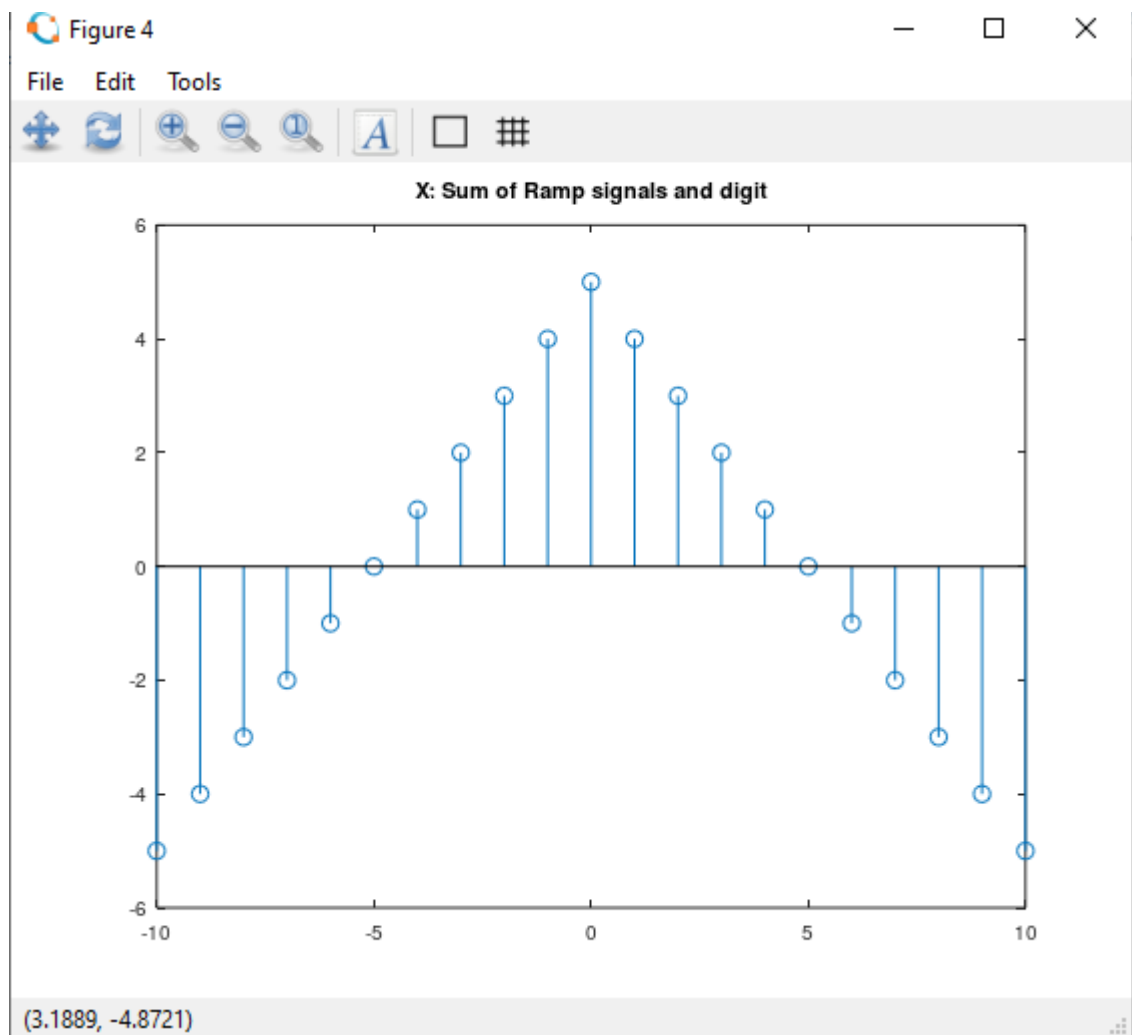 Figure 4
File Edit Tools
A
X: Sum of Ramp signals and digit
6
4
2
0
-2
-4
-6
-10 -5 0 5 10
(3.1889, -4.8721)